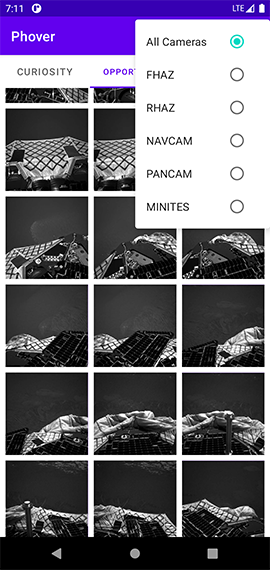 7:11
LTE
Phover
CURIOSITY
OPPORT
All Cameras
FHAZ
RHAZ
NAVCAM
PANCAM
MINITES